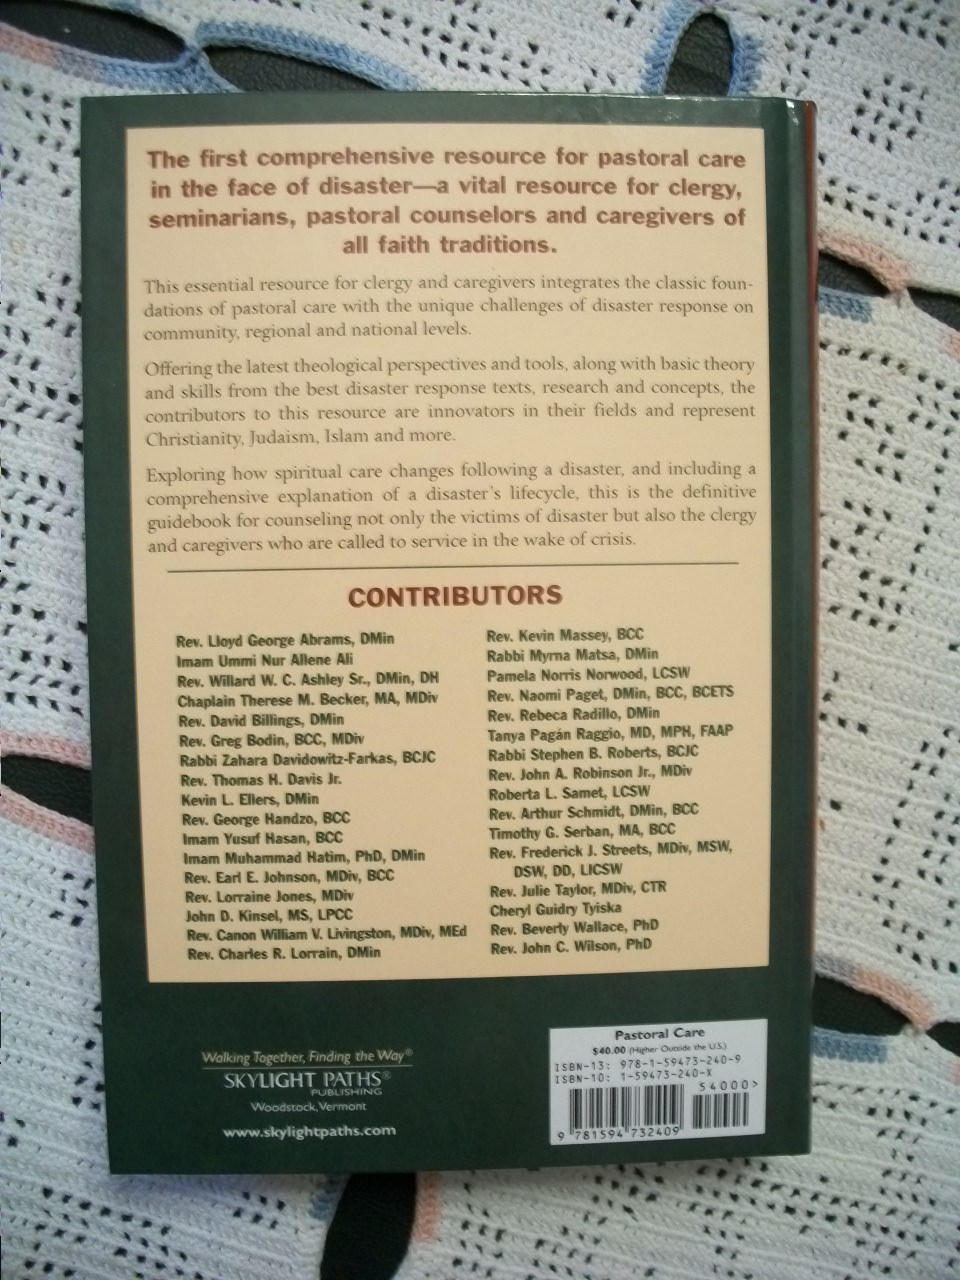 The first comprehensive resource for pastoral care
in the face of disaster—a vital resource for clergy,
seminarians, pastoral counselors and caregivers of
all faith traditions.
This essential resource for clergy and caregivers integrates the classic foun-
dations of pastoral care with the unique challenges of disaster response on
community, regional and national levels.
Offering the latest theological perspectives and tools, along with basic theory
and skills from the best disaster response texts, research and concepts, the
contributors to this resource are innovators in their fields and represent
Christianity, Judaism, Islam and more.
Exploring how spiritual care changes following a disaster, and including a
comprehensive explanation of a disaster's lifecycle, this is the definitive
guidebook for counseling not only the victims of disaster but also the clergy
and caregivers who are called to service in the wake of crisis.
CONTRIBUTORS
Rev. Lloyd George Abrams, DMin
Imam Ummi Nur Allene Ali
Rev. Willard W. C. Ashley Sr., DMin, DH
Chaplain Therese M. Becker, MA, MDiv
Rev. David Billings, DMin
Rev. Greg Bodin, BCC, MDiv
Rabbi Zahara Davidowitz-Farkas, BCJC
Rev. Thomas H. Davis Jr.
Kevin L. Ellers, DMin
Rev. George Handzo, BCC
Imam Yusuf Hasan, BCC
Imam Muhammad Hatim, PhD, DMin
Rev. Earl E. Johnson, MDiv, BCC
Rev. Lorraine Jones, MDiv
John D. Kinsel, MS, LPCC
Rev. Canon William V. Livingston, MDiv, MEd
Rev. Charles R. Lorrain, DMin
Rev. Kevin Massey, BCC
Rabbi Myrna Matsa, DMin
Pamela Norris Norwood, LCSW
Rev. Naomi Paget, DMin, BCC, BCETS
Rev. Rebeca Radillo, DMin
Tanya Pagán Raggio, MD, MPH, FAAP
Rabbi Stephen B. Roberts, BCJC
Rev. John A. Robinson Jr., MDiv
Roberta L. Samet, LCSW
Rev. Arthur Schmidt, DMin, BCC
Timothy G. Serban, MA, BCC
Rev. Frederick J. Streets, MDiv, MSW,
DSW, DD, LICSW
Rev. Julie Taylor, MDiv, CTR
Cheryl Guidry Tyiska
Rev. Beverly Wallace, PhD
Rev. John C. Wilson, PhD
Walking Together, Finding the Way®
SKYLIGHT PATHS®
PUBLISHING
Woodstock, Vermont
www.skylightpaths.com
Pastoral Care
$40.00 (Higher Outside the U.S.)
ISBN-13: 978-1-59473-240-9
ISBN-10: 1-59473-240-X
54000>
9 781594 732409